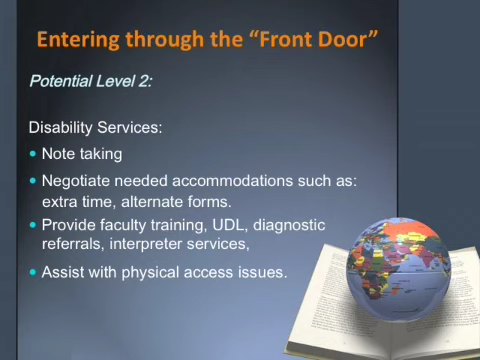 Entering through the “Front Door”
Potential Level 2:
Disability Services:
• Note taking
• Negotiate needed accommodations such as:
extra time, alternate forms.
• Provide faculty training, UDL, diagnostic
referrals, interpreter services,
• Assist with physical access issues.